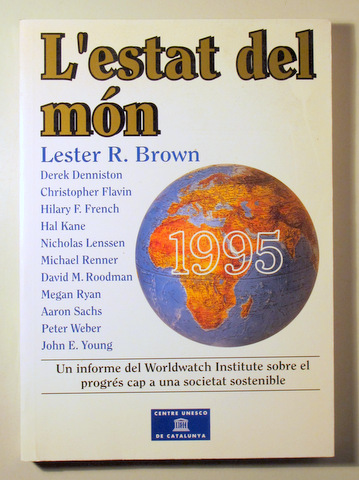 L'estat del
món
Lester R. Brown
Derek Denniston
Christopher Flavin
Hilary F. French
Hal Kane
Nicholas Lenssen
Michael Renner
David M. Roodman
Megan Ryan
Aaron Sachs
Peter Weber
John E. Young
1995
Un informe del Worldwatch Institute sobre el
progrés cap a una societat sostenible
CENTRE UNESCO
DE CATALUNYA